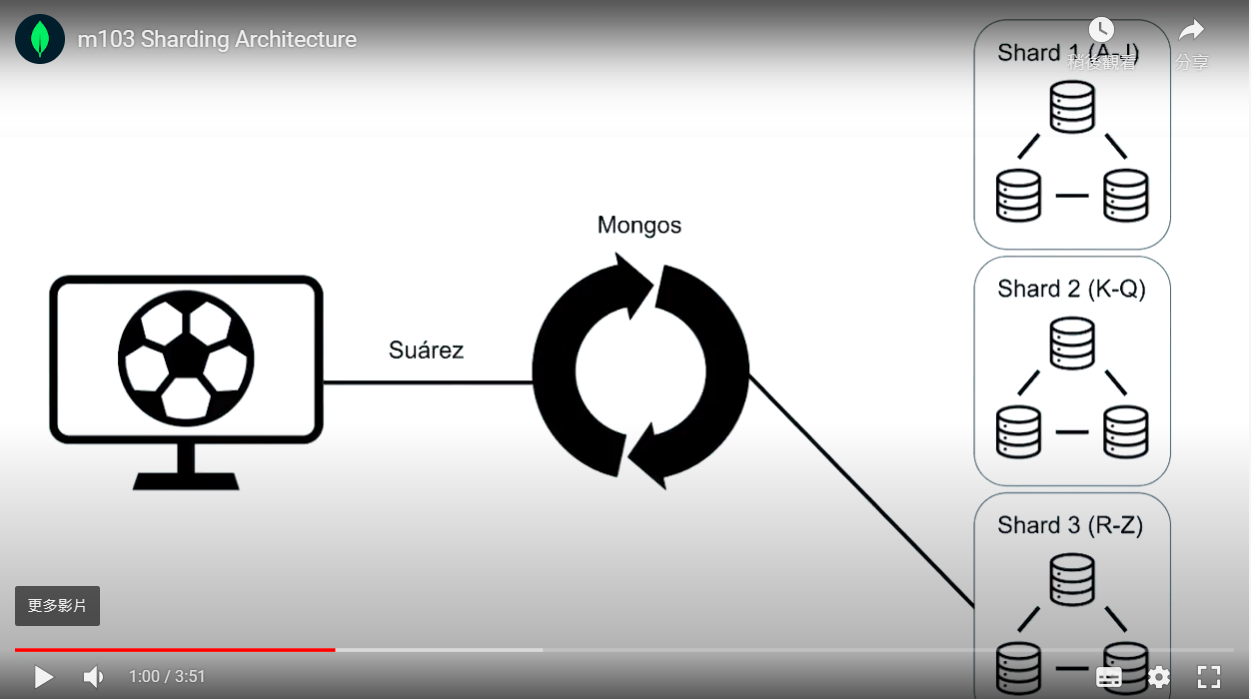 m103 Sharding Architecture
Shard 1 (A-J)
稍後觀看
分享
Mongos
Suárez
Shard 2 (K-Q)
Shard 3 (R-Z)
更多影片
1:00 / 3:51